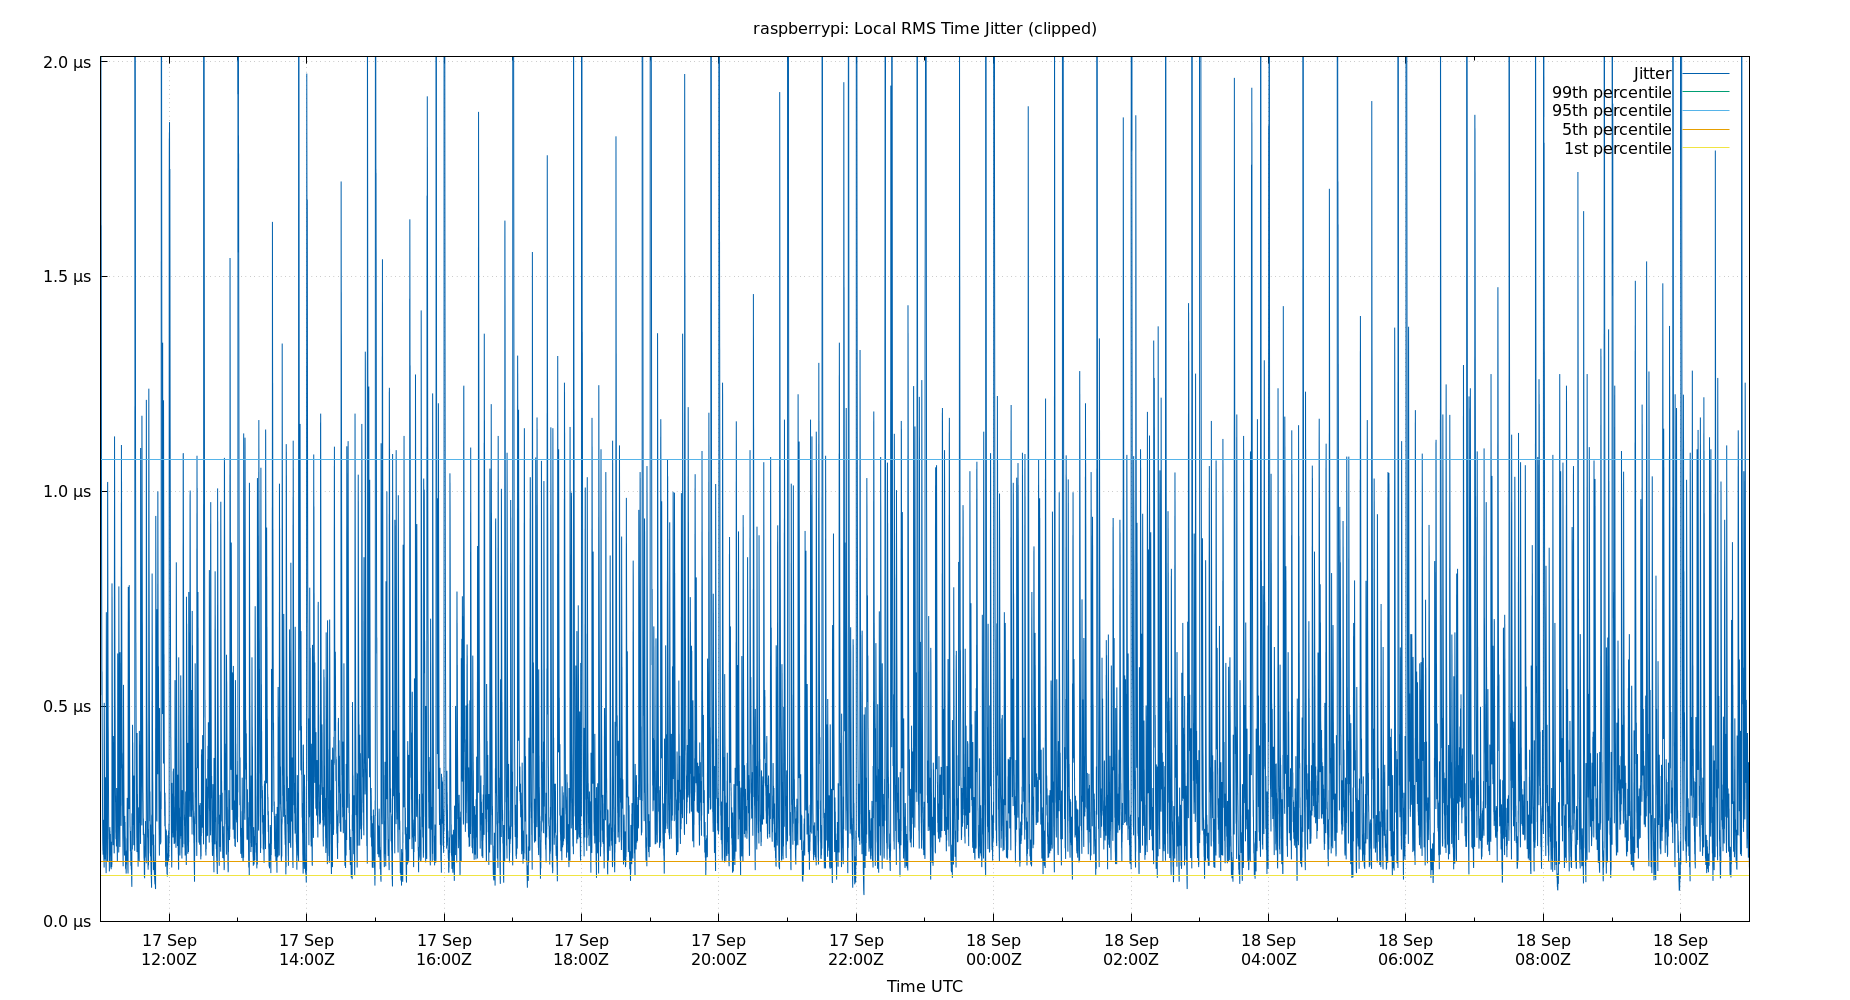 raspberrypi: Local RMS Time Jitter (clipped)
2.0 µs
1.5 µs
1.0 µs
0.5 µs
0.0 µs
Jitter
99th percentile
95th percentile
5th percentile
1st percentile
17 Sep 17 Sep 17 Sep 17 Sep 17 Sep 17 Sep 18 Sep 18 Sep 18 Sep 18 Sep 18 Sep 18 Sep
12:00Z 14:00Z 16:00Z 18:00Z 20:00Z 22:00Z 00:00Z 02:00Z 04:00Z 06:00Z 08:00Z 10:00Z
Time UTC